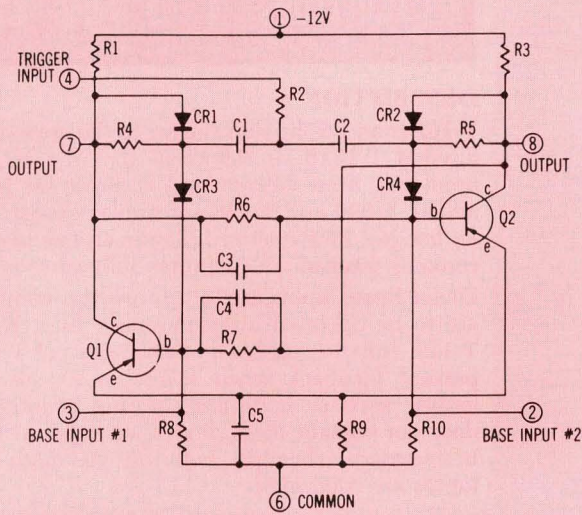 1 -12V
R1
R3
TRIGGER
INPUT 4
R2
CR1
CR2
C1
C2
7
R4
R5
8
OUTPUT
OUTPUT
CR3
CR4
R6
b
c
Q2
e
C3
C4
c
Q1
b
R7
e
3
2
BASE INPUT #1
R8
C5
R9
R10
BASE INPUT #2
6 COMMON